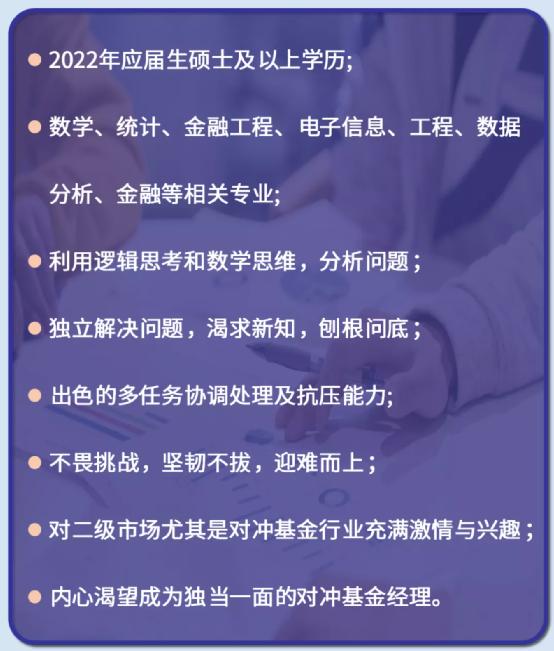 2022年应届生硕士及以上学历;
数学、统计、金融工程、电子信息、工程、数据
分析、金融等相关专业;
利用逻辑思考和数学思维，分析问题；
独立解决问题，渴求新知，刨根问底；
出色的多任务协调处理及抗压能力;
不畏挑战，坚韧不拔，迎难而上；
对二级市场尤其是对冲基金行业充满激情与兴趣；
内心渴望成为独当一面的对冲基金经理。